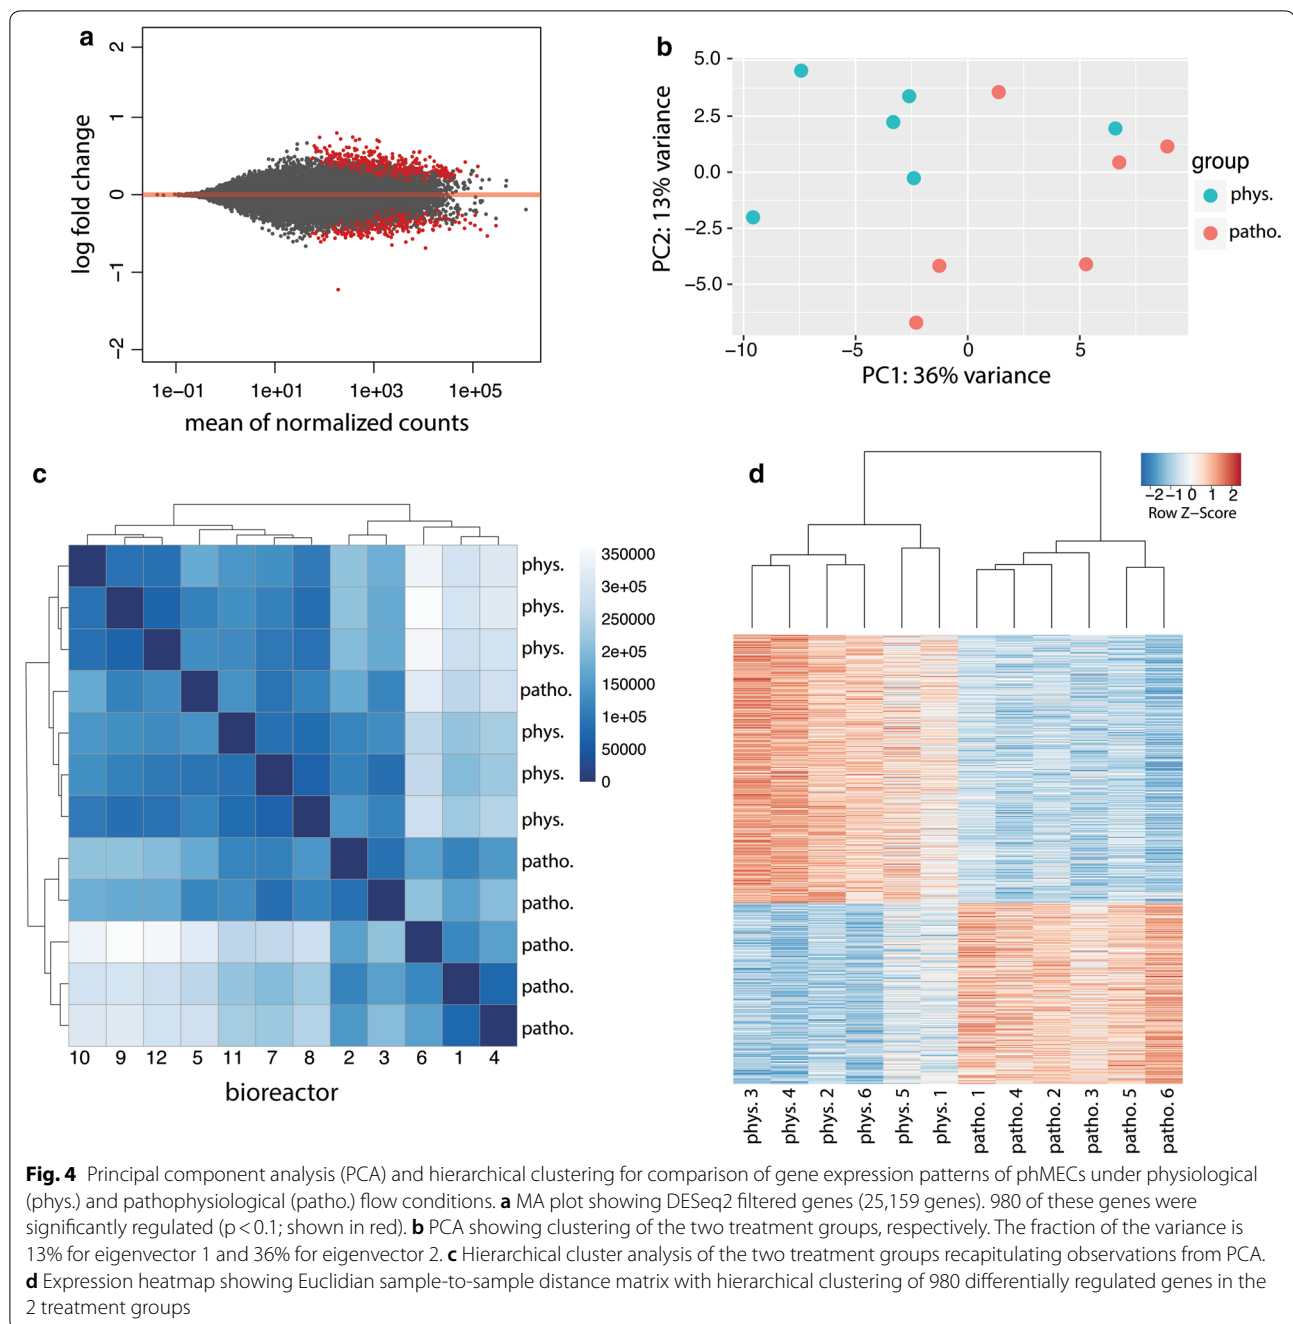 a
2
1
0
−1
−2
log fold change
1e−01 1e+01 1e+03 1e+05
mean of normalized counts
b
5.0
2.5
0.0
−2.5
−5.0
PC2: 13% variance
−10 −5 0 5
PC1: 36% variance
group
phys.
patho.
c
phys.
phys.
phys.
patho.
phys.
phys.
phys.
patho.
patho.
patho.
patho.
patho.
10 9 12 5 11 7 8 2 3 6 1 4
bioreactor
350000
3e+05
250000
2e+05
150000
1e+05
50000
0
d
−2 −1 0 1 2
Row Z−Score
phys. 3
phys. 4
phys. 2
phys. 6
phys. 5
phys. 1
patho. 1
patho. 4
patho. 2
patho. 3
patho. 5
patho. 6
Fig. 4 Principal component analysis (PCA) and hierarchical clustering for comparison of gene expression patterns of phMECs under physiological
(phys.) and pathophysiological (patho.) flow conditions. a MA plot showing DESeq2 filtered genes (25,159 genes). 980 of these genes were
significantly regulated (p < 0.1; shown in red). b PCA showing clustering of the two treatment groups, respectively. The fraction of the variance is
13% for eigenvector 1 and 36% for eigenvector 2. c Hierarchical cluster analysis of the two treatment groups recapitulating observations from PCA.
d Expression heatmap showing Euclidian sample-to-sample distance matrix with hierarchical clustering of 980 differentially regulated genes in the
2 treatment groups